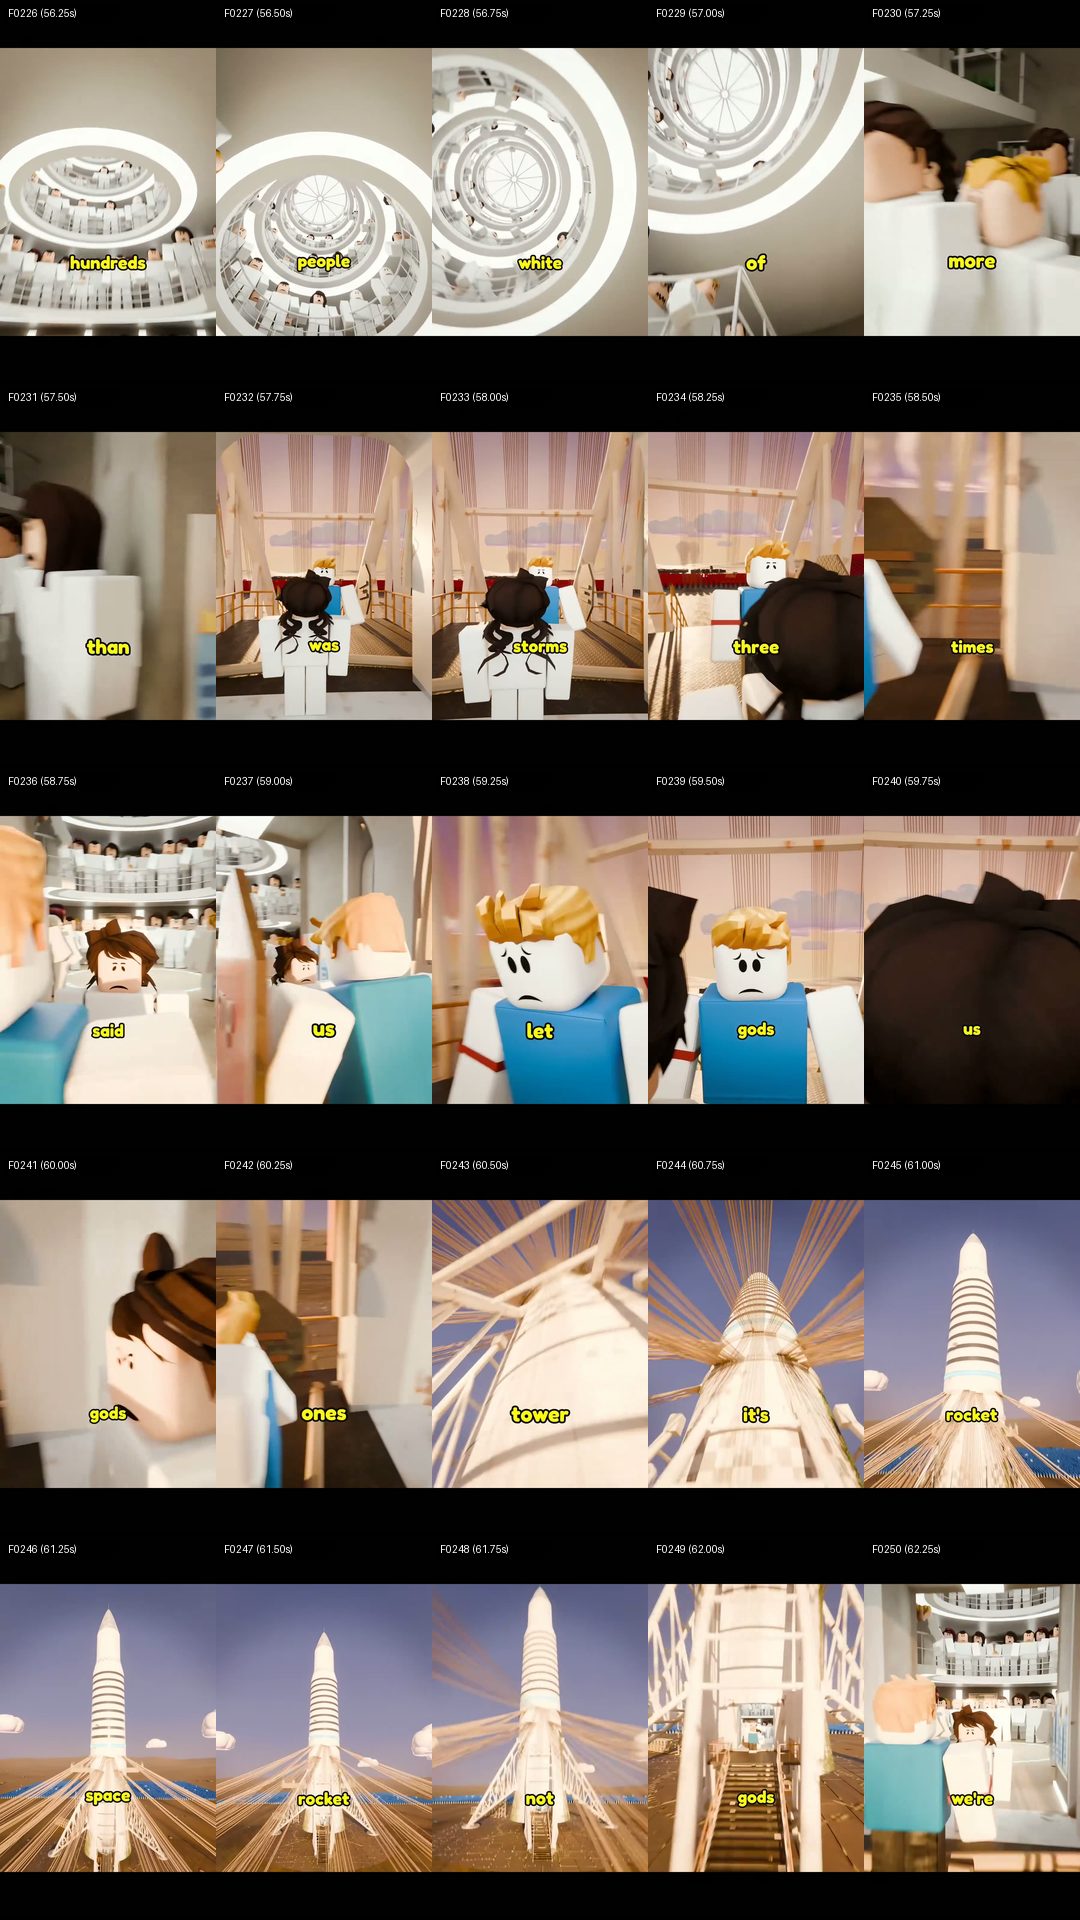 F0226 (56.25s) F0227 (56.50s) F0228 (56.75s) F0229 (57.00s) F0230 (57.25s)
hundreds people white of more
F0231 (57.50s) F0232 (57.75s) F0233 (58.00s) F0234 (58.25s) F0235 (58.50s)
than was storms three times
F0236 (58.75s) F0237 (59.00s) F0238 (59.25s) F0239 (59.50s) F0240 (59.75s)
said us let gods us
F0241 (60.00s) F0242 (60.25s) F0243 (60.50s) F0244 (60.75s) F0245 (61.00s)
gods ones tower it's rocket
F0246 (61.25s) F0247 (61.50s) F0248 (61.75s) F0249 (62.00s) F0250 (62.25s)
space rocket not gods we're